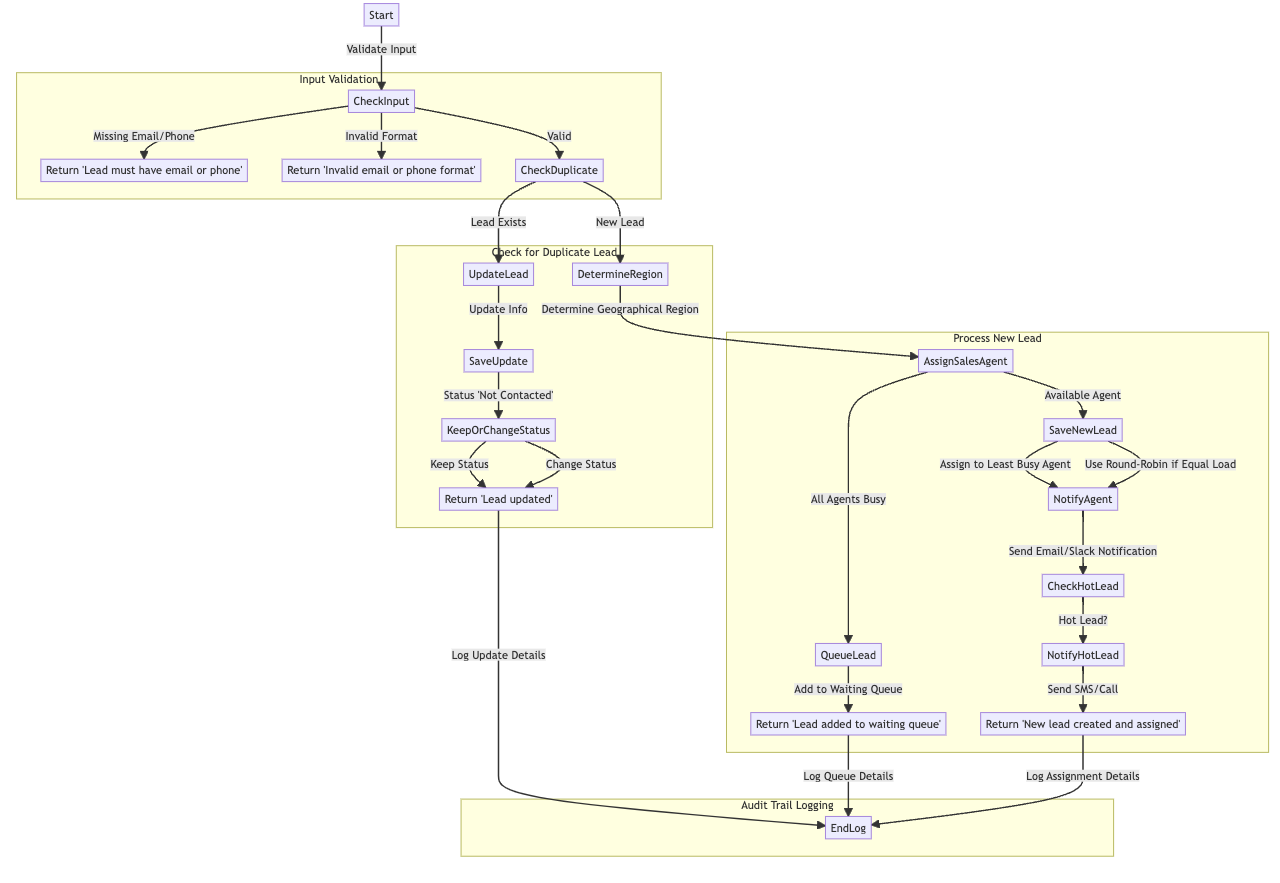 Start
Validate Input
Input Validation
CheckInput
Missing Email/Phone
Invalid Format
Valid
Return 'Lead must have email or phone'
Return 'Invalid email or phone format'
CheckDuplicate
Lead Exists
New Lead
Check for Duplicate Lead
UpdateLead
DetermineRegion
Update Info
Determine Geographical Region
Process New Lead
SaveUpdate
AssignSalesAgent
Status 'Not Contacted'
Available Agent
KeepOrChangeStatus
SaveNewLead
Keep Status
Change Status
Assign to Least Busy Agent
Use Round-Robin if Equal Load
Return 'Lead updated'
All Agents Busy
NotifyAgent
Send Email/Slack Notification
CheckHotLead
Hot Lead?
Log Update Details
QueueLead
NotifyHotLead
Add to Waiting Queue
Send SMS/Call
Return 'Lead added to waiting queue'
Return 'New lead created and assigned'
Log Queue Details
Log Assignment Details
Audit Trail Logging
EndLog